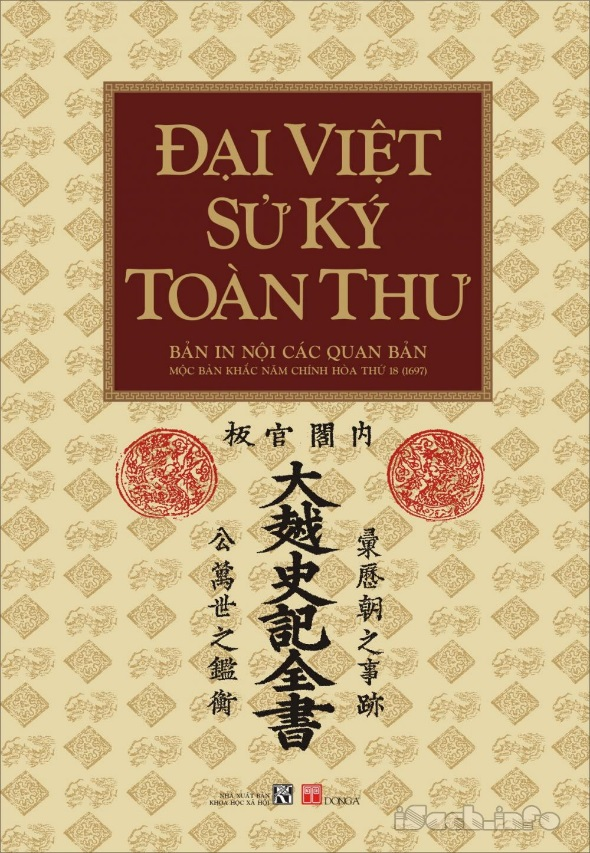 ĐẠI VIỆT
SỬ KÝ
TOÀN THƯ
BẢN IN NỘI CÁC QUAN BẢN
MỘC BẢN KHẮC NĂM CHÍNH HÒA THỨ 18 (1697)
内閣官板
彙歷朝之事跡
大越史記全書
公萬世之鑑衡
NHÀ XUẤT BẢN
KHOA HỌC XÃ HỘI
DONGA
iSach.info